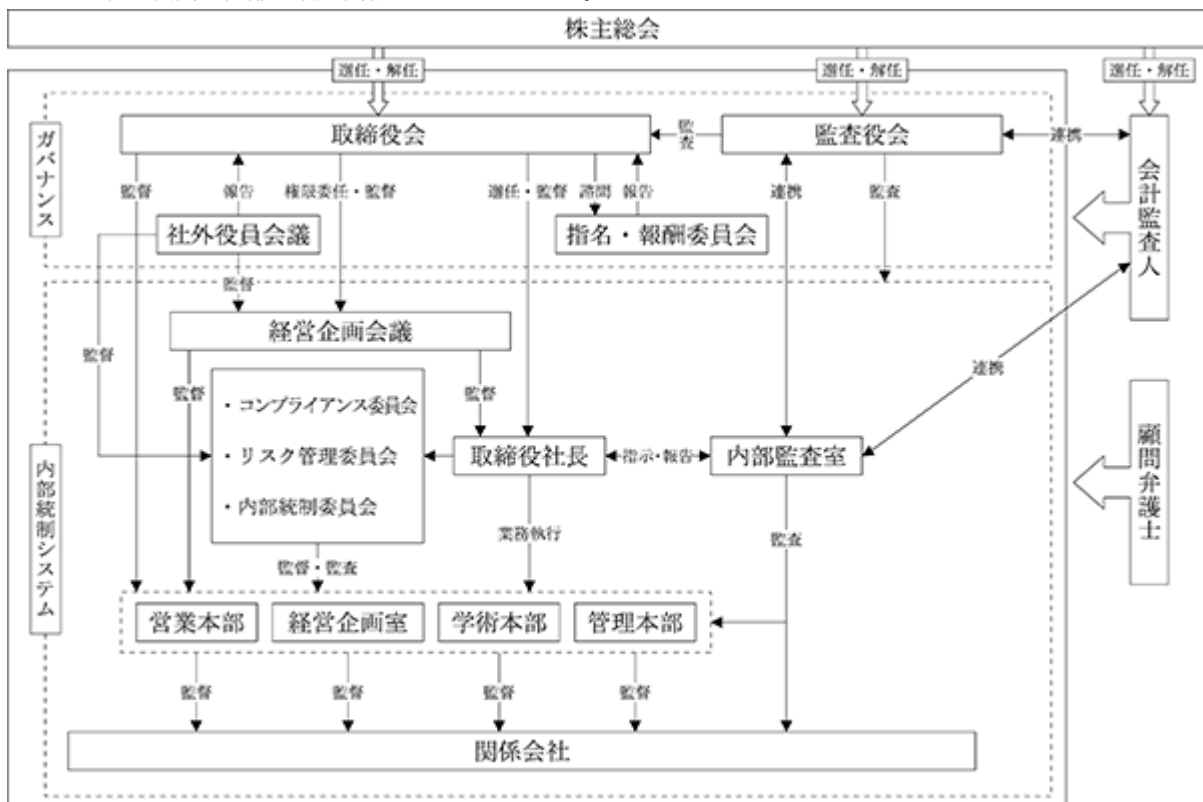 株主総会
選任・解任
選任・解任
選任・解任
ガバナンス
取締役会
監査
監査役会
連携
会計監査人
監督
報告
権限委任・監督
選任・監督
諮問
報告
連携
監査
社外役員会議
指名・報酬委員会
監督
内部統制システム
経営企画会議
監督
監督
監督
連携
・コンプライアンス委員会
・リスク管理委員会
・内部統制委員会
取締役社長
指示・報告
内部監査室
顧問弁護士
業務執行
監査
監督・監査
営業本部
経営企画室
学術本部
管理本部
監督
監督
監督
監督
関係会社